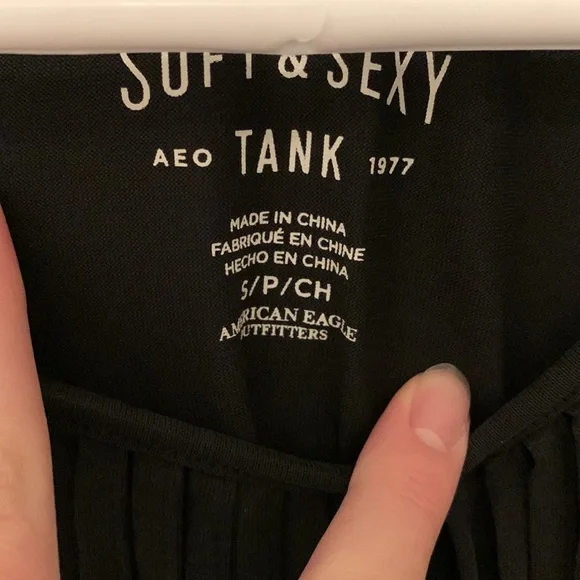 SOFT & SEXY
AEO TANK 1977
MADE IN CHINA
FABRIQUÉ EN CHINE
HECHO EN CHINA
S/P/CH
AMERICAN EAGLE
OUTFITTERS